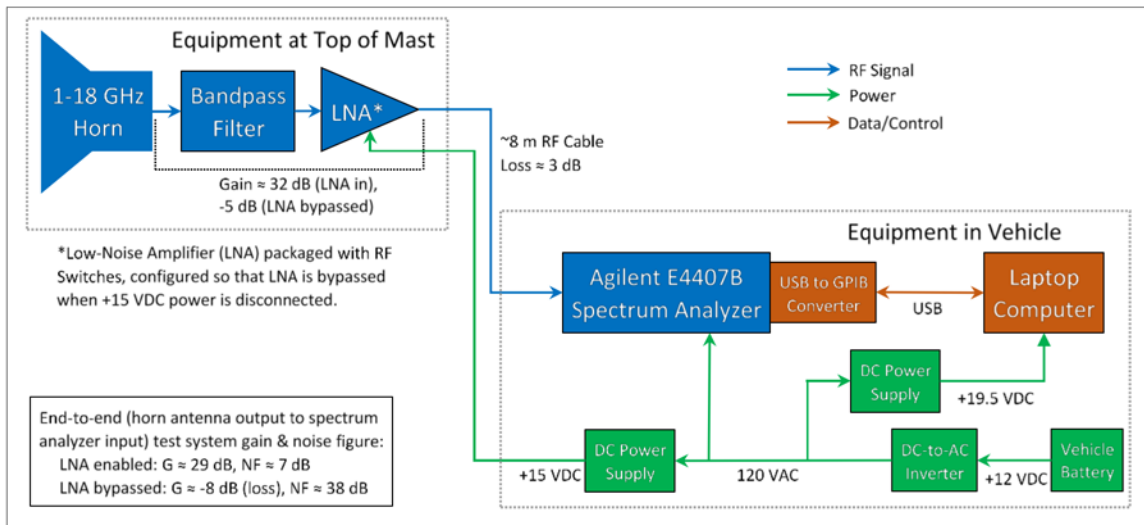 Equipment at Top of Mast
1-18 GHz
Horn
Bandpass
Filter
LNA*
Gain ≈ 32 dB (LNA in),
-5 dB (LNA bypassed)
~8 m RF Cable
Loss ≈ 3 dB
RF Signal
Power
Data/Control
*Low-Noise Amplifier (LNA) packaged with RF
Switches, configured so that LNA is bypassed
when +15 VDC power is disconnected.
Equipment in Vehicle
Agilent E4407B
Spectrum Analyzer
USB to GPIB
Converter
USB
Laptop
Computer
DC Power
Supply
+19.5 VDC
End-to-end (horn antenna output to spectrum
analyzer input) test system gain & noise figure:
LNA enabled: G ≈ 29 dB, NF ≈ 7 dB
LNA bypassed: G ≈ -8 dB (loss), NF ≈ 38 dB
+15 VDC
DC Power
Supply
120 VAC
DC-to-AC
Inverter
+12 VDC
Vehicle
Battery